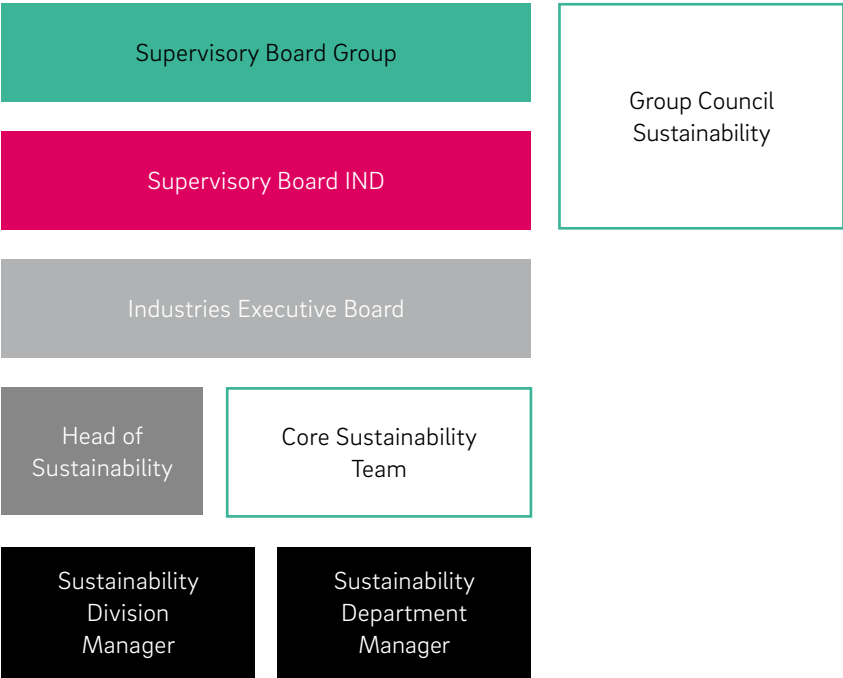 Supervisory Board Group
Group Council
Sustainability
Supervisory Board IND
Industries Executive Board
Head of
Sustainability
Core Sustainability
Team
Sustainability
Division
Manager
Sustainability
Department
Manager